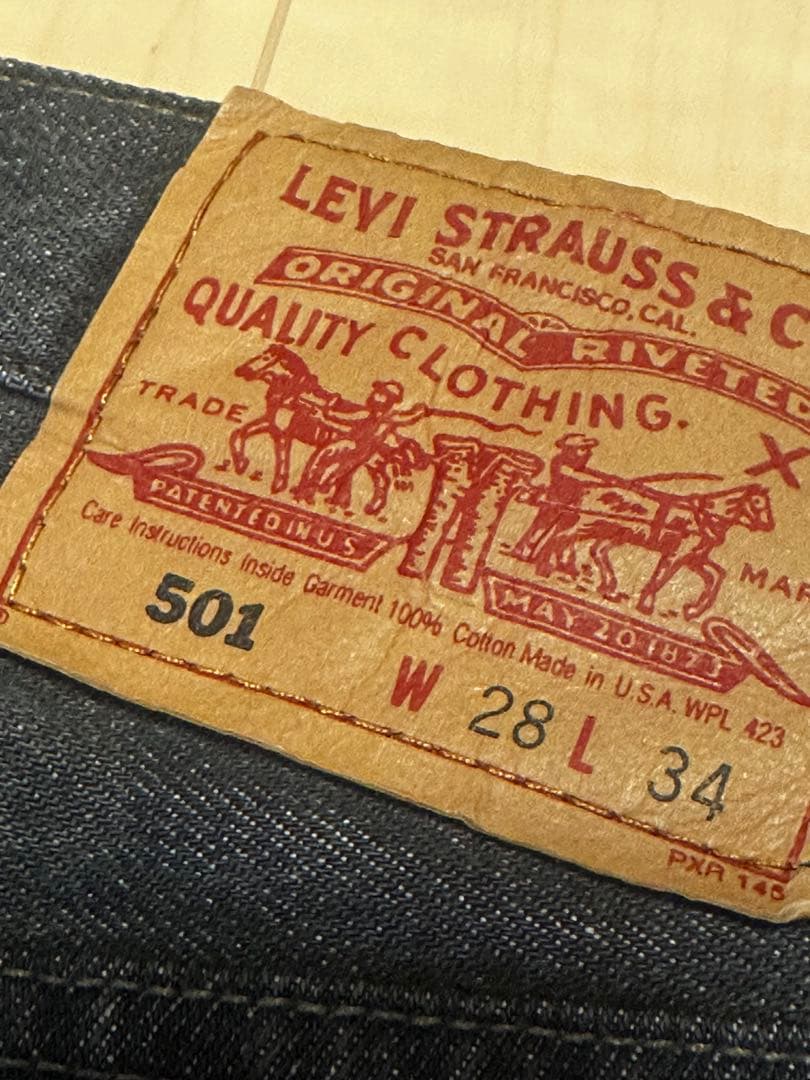 LEVI STRAUSS & C
SAN FRANCISCO, CAL.
ORIGINAL RIVETED
QUALITY CLOTHING.
TRADE MAR
X
PATENTED IN U S
MAY 20 1873
Care Instructions Inside Garment 100% Cotton Made in U.S.A. WPL 423
501
W 28 L 34
PXR 145